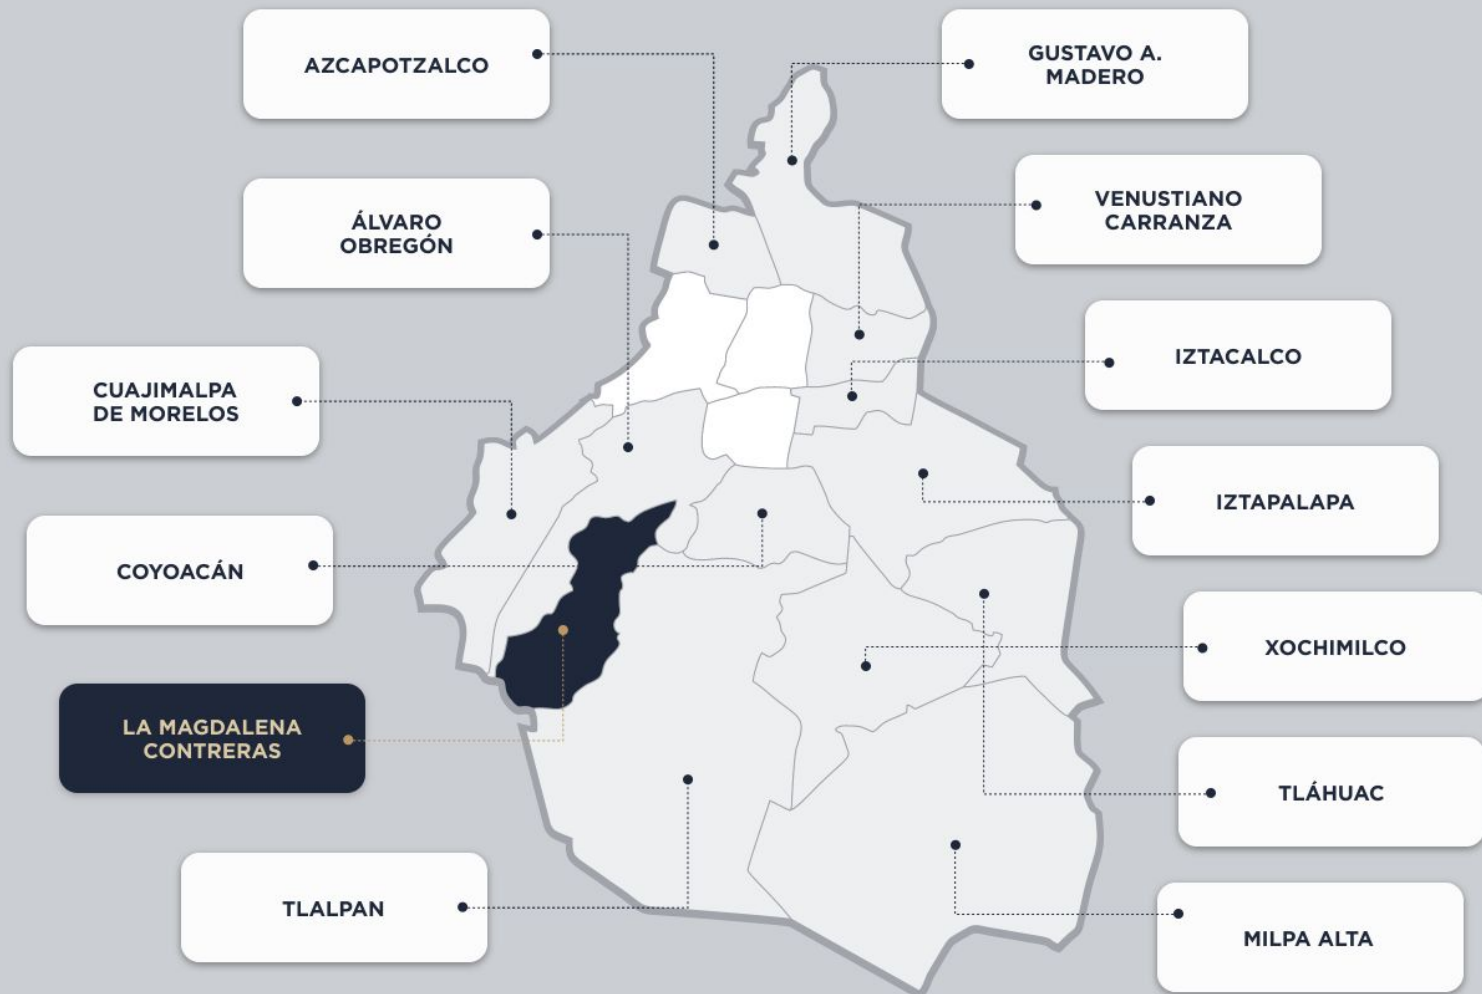 AZCAPOTZALCO
GUSTAVO A.
MADERO
ÁLVARO
OBREGÓN
VENUSTIANO
CARRANZA
CUAJIMALPA
DE MORELOS
IZTACALCO
COYOACÁN
IZTAPALAPA
LA MAGDALENA
CONTRERAS
XOCHIMILCO
TLÁHUAC
TLALPAN
MILPA ALTA